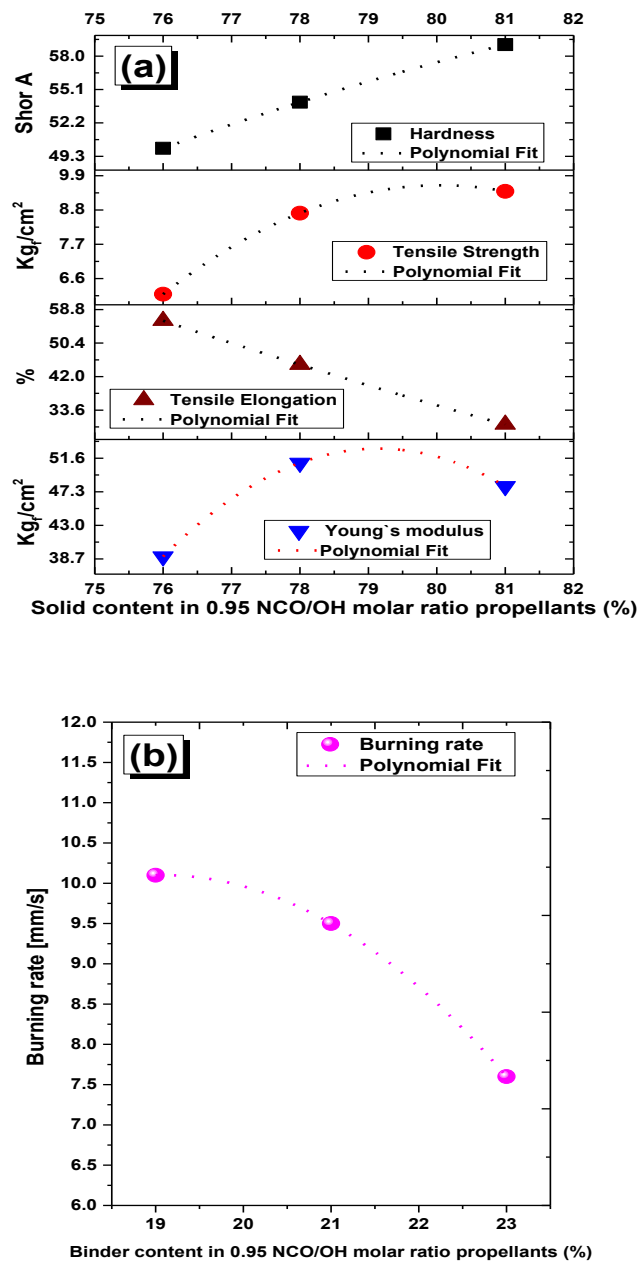 75 76 77 78 79 80 81 82
(a)
58.0
55.1
52.2
49.3
Shor A
Hardness
Polynomial Fit
9.9
8.8
7.7
6.6
Kgf/cm²
Tensile Strength
Polynomial Fit
58.8
50.4
42.0
33.6
%
Tensile Elongation
Polynomial Fit
51.6
47.3
43.0
38.7
Kgf/cm²
Young`s modulus
Polynomial Fit
75 76 77 78 79 80 81 82
Solid content in 0.95 NCO/OH molar ratio propellants (%)
(b)
Burning rate
Polynomial Fit
12.0
11.5
11.0
10.5
10.0
9.5
9.0
8.5
8.0
7.5
7.0
6.5
6.0
Burning rate [mm/s]
19 20 21 22 23
Binder content in 0.95 NCO/OH molar ratio propellants (%)